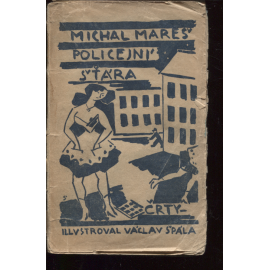 MICHAL MAREŠ
POLICEJNÍ
ŠŤÁRA
ČRTY
ILLUSTROVAL VÁCLAV ŠPÁLA